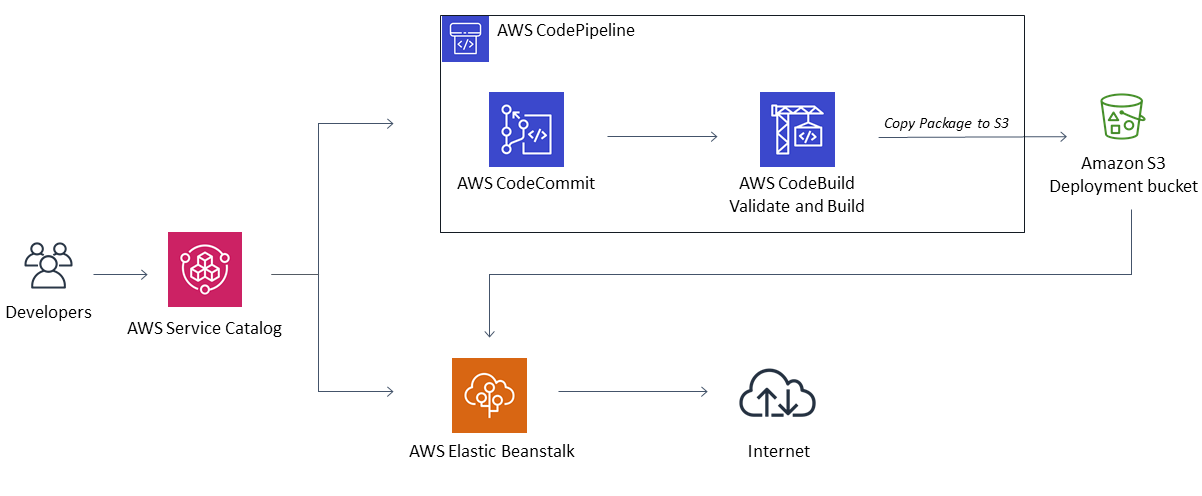 AWS CodePipeline
Copy Package to S3
AWS CodeCommit
AWS CodeBuild
Validate and Build
Amazon S3
Deployment bucket
Developers
AWS Service Catalog
AWS Elastic Beanstalk
Internet